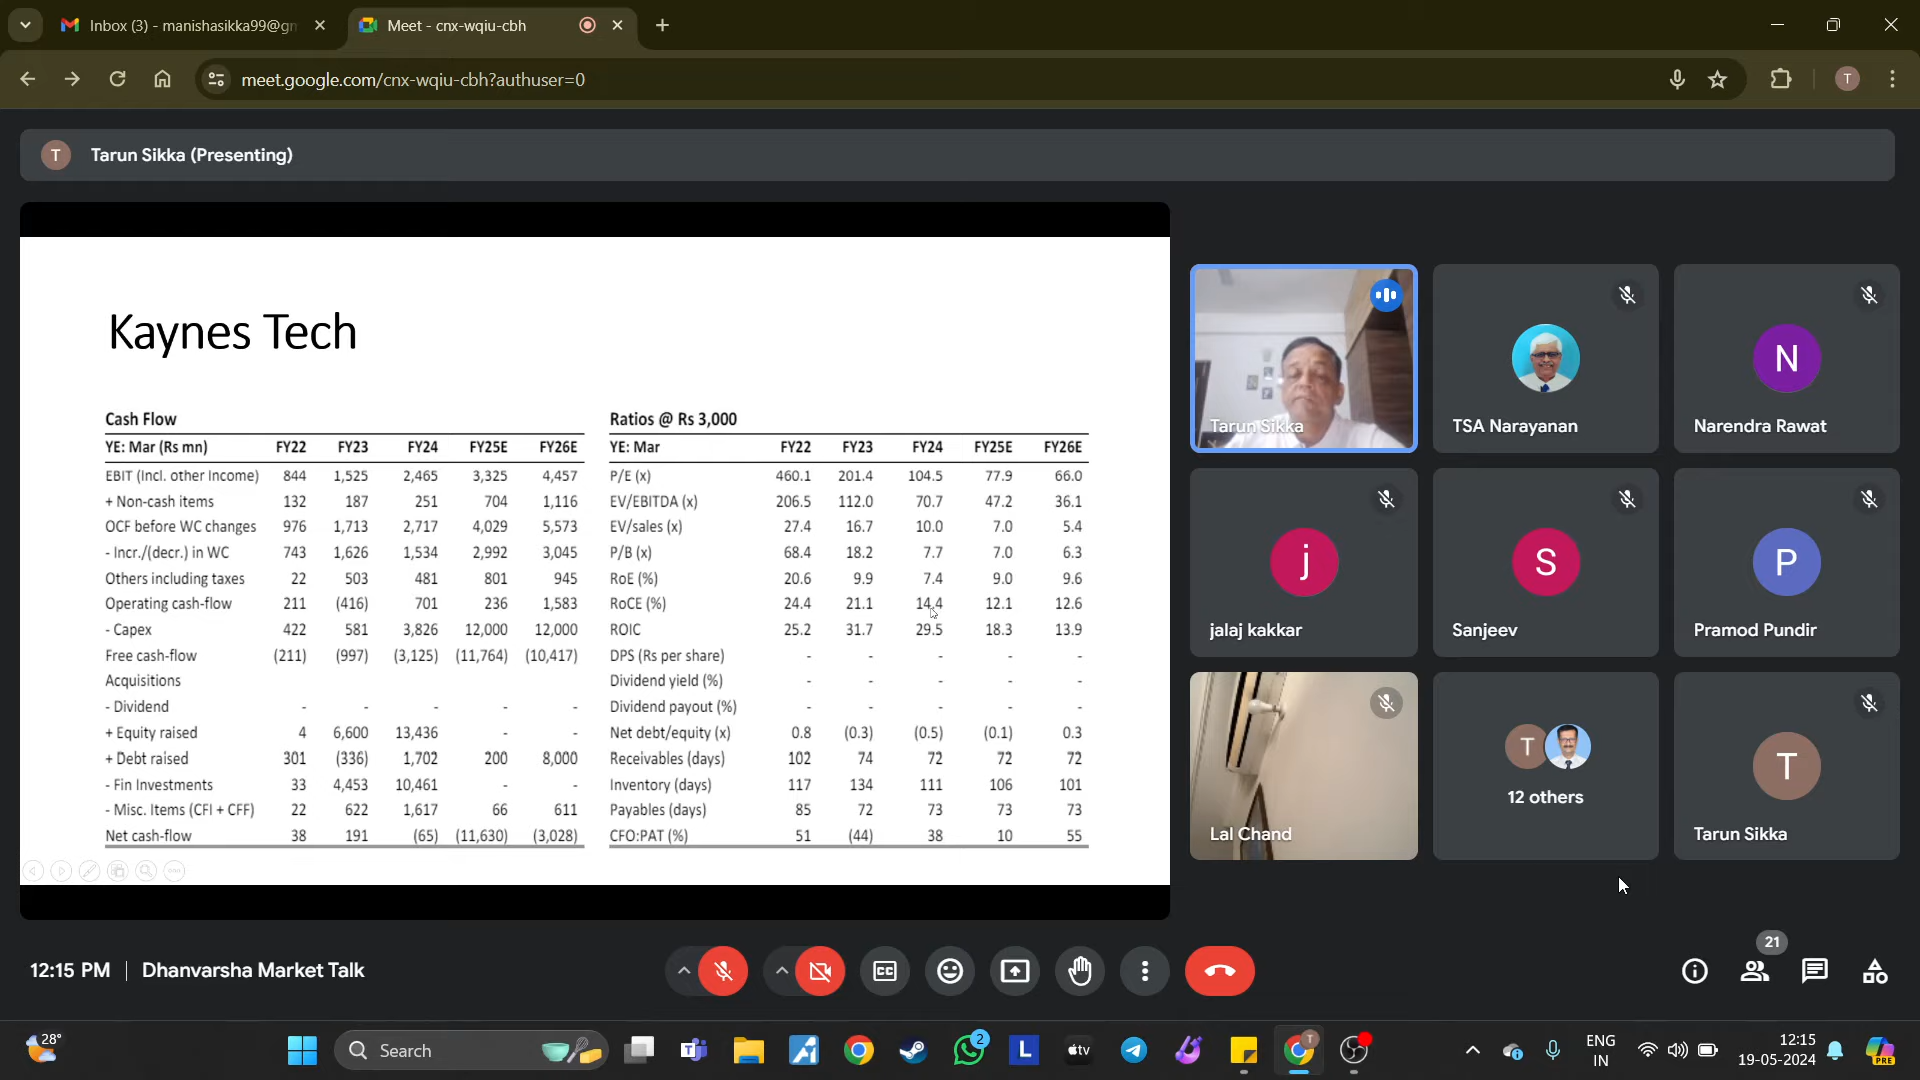 Inbox (3) - manishasikka99@gm
Meet - cnx-wqiu-cbh
meet.google.com/cnx-wqiu-cbh?authuser=0
T
T
Tarun Sikka (Presenting)
Kaynes Tech
Cash Flow
YE: Mar (Rs mn) FY22 FY23 FY24 FY25E FY26E
EBIT (Incl. other Income) 844 1,525 2,465 3,325 4,457
+ Non-cash items 132 187 251 704 1,116
OCF before WC changes 976 1,713 2,717 4,029 5,573
- Incr./(decr.) in WC 743 1,626 1,534 2,992 3,045
Others including taxes 22 503 481 801 945
Operating cash-flow 211 (416) 701 236 1,583
- Capex 422 581 3,826 12,000 12,000
Free cash-flow (211) (997) (3,125) (11,764) (10,417)
Acquisitions
- Dividend - - - - -
+ Equity raised 4 6,600 13,436 - -
+ Debt raised 301 (336) 1,702 200 8,000
- Fin Investments 33 4,453 10,461 - -
- Misc. Items (CFI + CFF) 22 622 1,617 66 611
Net cash-flow 38 191 (65) (11,630) (3,028)
Ratios @ Rs 3,000
YE: Mar FY22 FY23 FY24 FY25E FY26E
P/E (x) 460.1 201.4 104.5 77.9 66.0
EV/EBITDA (x) 206.5 112.0 70.7 47.2 36.1
EV/sales (x) 27.4 16.7 10.0 7.0 5.4
P/B (x) 68.4 18.2 7.7 7.0 6.3
RoE (%) 20.6 9.9 7.4 9.0 9.6
RoCE (%) 24.4 21.1 14.4 12.1 12.6
ROIC 25.2 31.7 29.5 18.3 13.9
DPS (Rs per share) - - - - -
Dividend yield (%) - - - - -
Dividend payout (%) - - - - -
Net debt/equity (x) 0.8 (0.3) (0.5) (0.1) 0.3
Receivables (days) 102 74 72 72 72
Inventory (days) 117 134 111 106 101
Payables (days) 85 72 73 73 73
CFO:PAT (%) 51 (44) 38 10 55
Tarun Sikka
TSA Narayanan
N
Narendra Rawat
j
jalaj kakkar
S
Sanjeev
P
Pramod Pundir
Lal Chand
T
12 others
T
Tarun Sikka
12:15 PM | Dhanvarsha Market Talk
CC
21
28°
Search
2
L
tv
T
ENG
IN
12:15
19-05-2024
PRE